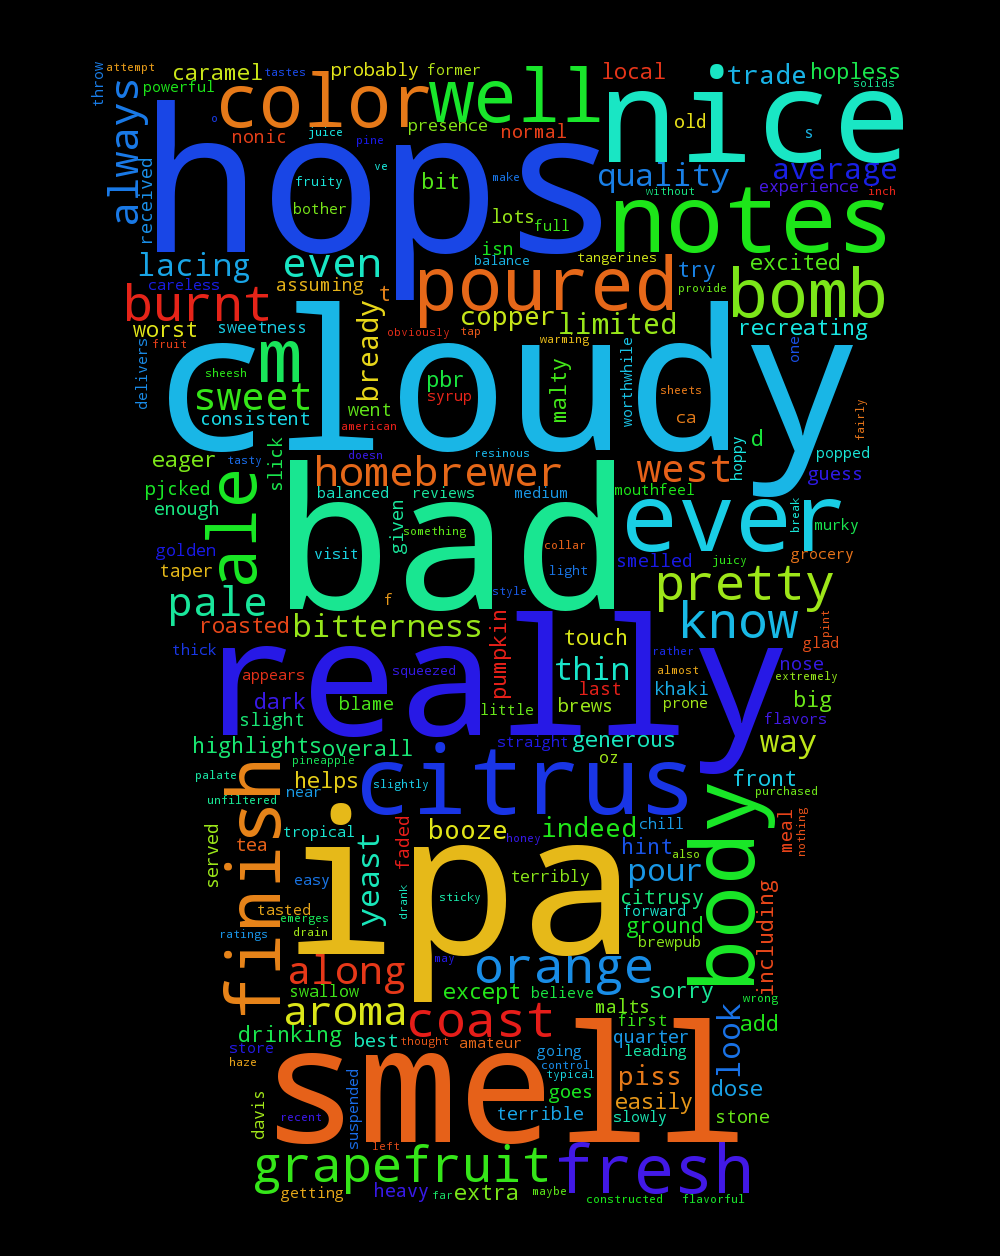 attempt
throw
caramel tastes probably former
powerful
color well local
trade hopless
solids
nice
always
o
nonic juice
pine
presence normal old s
hops
ve
fruity
bother
bit make
quality average
experience
without inch
received
lots full
notes
isn
balance tangerines
lacing even
careless assuming t
poured try
provide
excited
bomb
burnt
worst sweetness
fruit
bready
obviously tap
copper limited
warming
recreating
one
delivers
m
sheesh
sweet
consistent
cloudy
pbr
syrup
went
american
malty
worthwhile
sheets
ca
d
fairly
eager tasty
slick
doesn
resinous
hoppy
popped
guess
pjcked
enough
homebrewer west
balanced reviews medium mouthfeel
given
something
ale
bad
ever
break
murky
golden
taper
visit
collar
light
smelled juicy grocery
style
f
pale
pretty
roasted bitterness
pumpkin
touch
know
pint
glad
thick
really
rather
appears squeezed
thin
almost
nose
extremely
dark
slight
blame
little
last
brews
khaki
prone
big
flavors
highlights overall
straight generous
oz
way
pineapple
palate
unfiltered
near
helps slightly
citrus
front
purchased
finish
body
served
tea
tropical
yeast
faded
booze
honey
indeed
chill
hint
also
meal
nothing
easy
drank
terribly
pour
ipa
sticky
citrusy
forward
tasted
emerges
drain
ratings
ground
brewpub
including
along
may
orange
swallow
except believe
sorry
wrong
aroma
malts
first
look
add
drinking
store
haze
best
thought
coast
amateur
going
control
typical
quarter
leading
smell
suspended
davis
recent
goes
terrible
piss
easily
slowly
dose
stone
left
grapefruit fresh
getting heavy far extra maybe
constructed flavorful